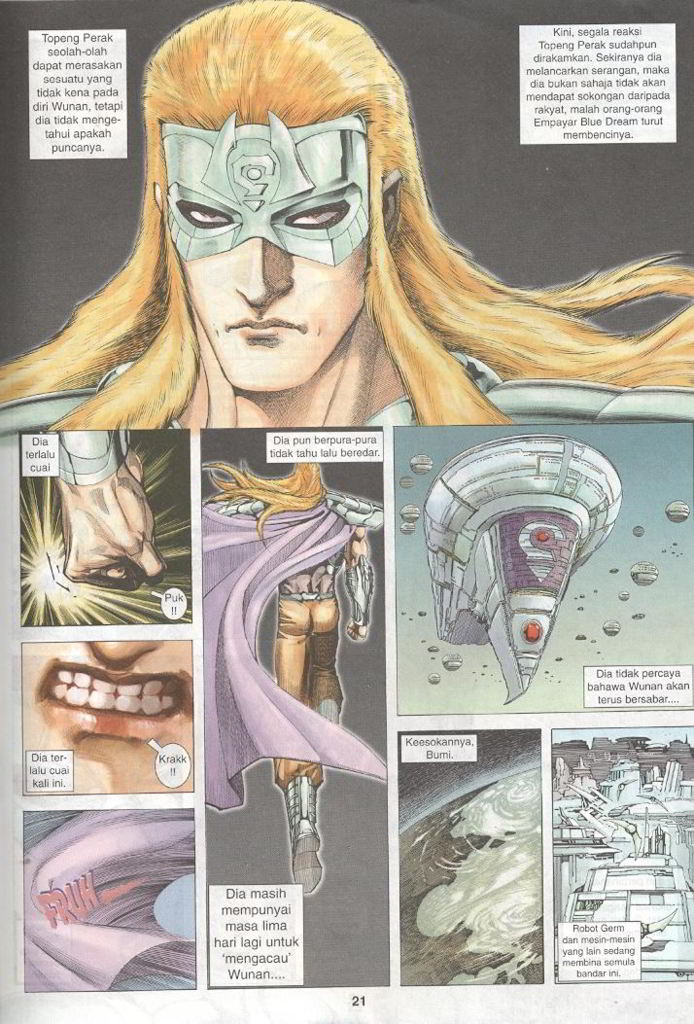 Topeng Perak
seolah-olah
dapat merasakan
sesuatu yang
tidak kena pada
diri Wunan, tetapi
dia tidak menge-
tahui apakah
puncanya.
Kini, segala reaksi
Topeng Perak sudahpun
dirakamkan. Sekiranya dia
melancarkan serangan, maka
dia bukan sahaja tidak akan
mendapat sokongan daripada
rakyat, malah orang-orang
Empayar Blue Dream turut
membencinya.
Dia
terlalu
cuai
Puk
!!
Dia ter-
lalu cuai
kali ini.
Krakk
!!
FRUH
Dia pun berpura-pura
tidak tahu lalu beredar.
Dia masih
mempunyai
masa lima
hari lagi untuk
'mengacau'
Wunan....
Dia tidak percaya
bahawa Wunan akan
terus bersabar....
Keesokannya,
Bumi.
Robot Germ
dan mesin-mesin
yang lain sedang
membina semula
bandar ini.
21